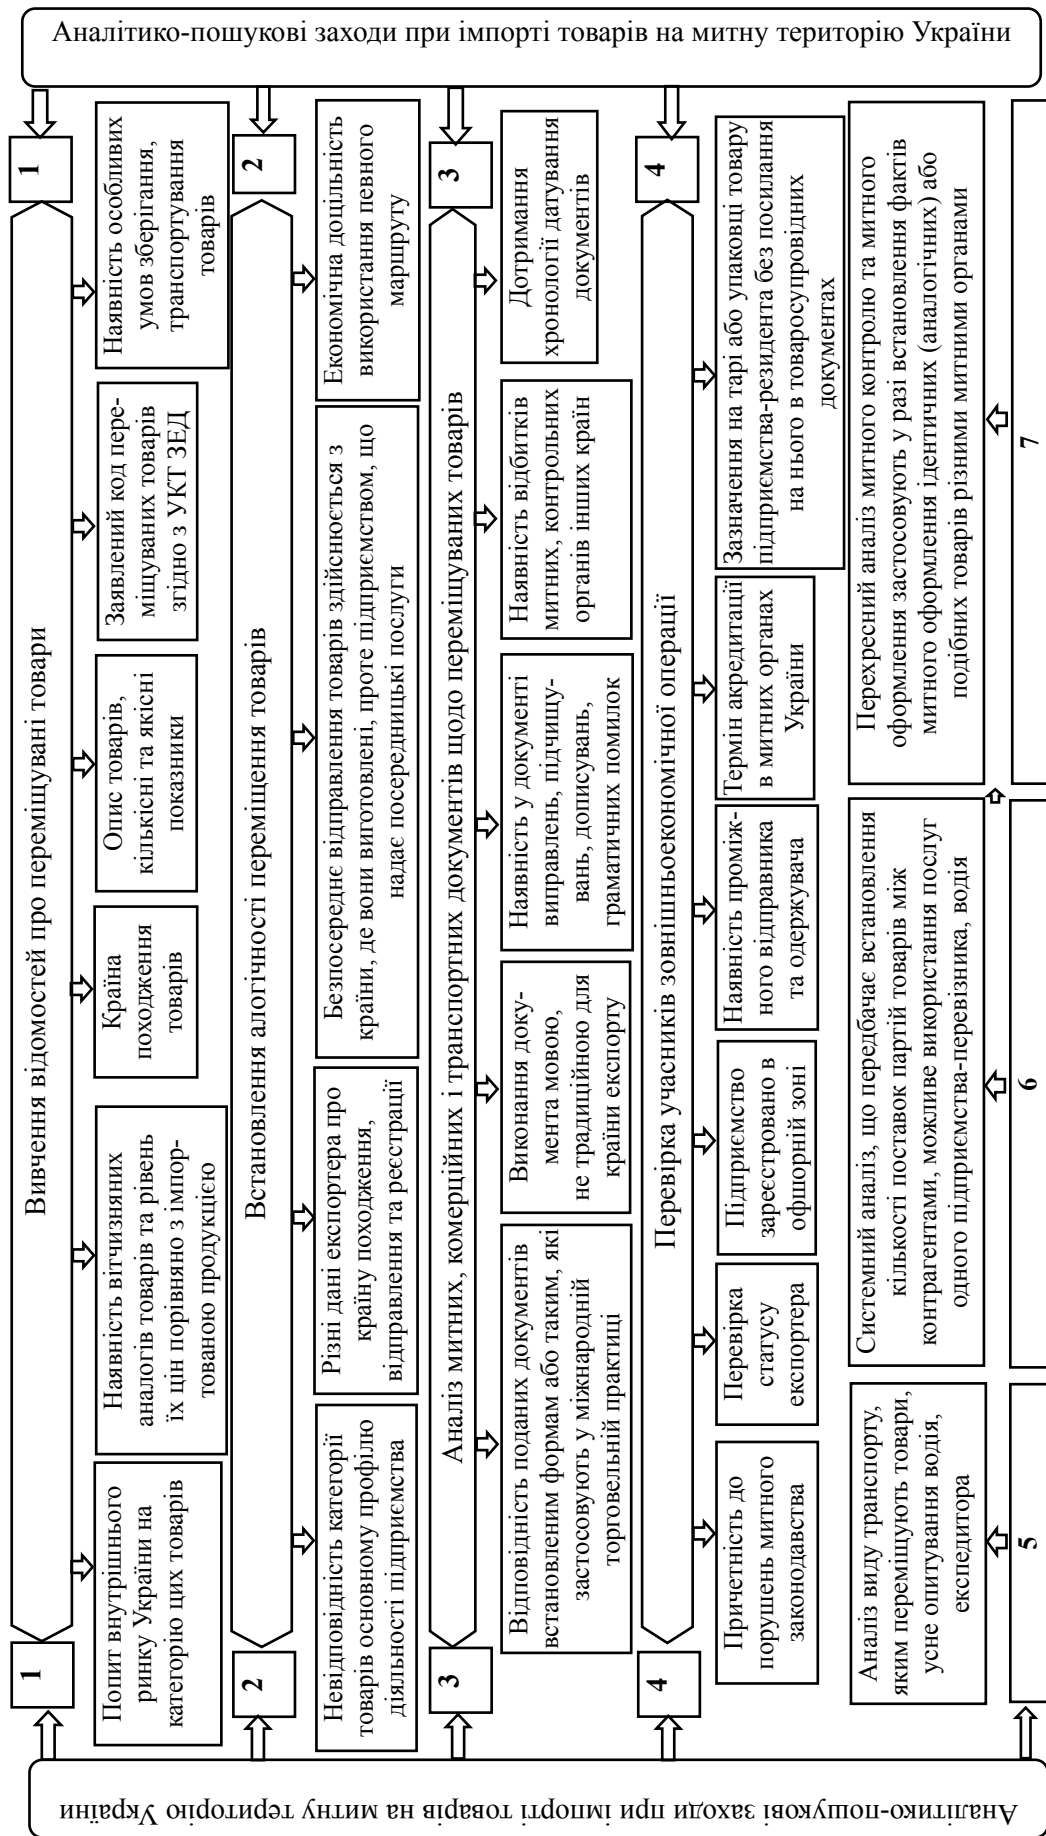 Аналітико-пошукові заходи при імпорті товарів на митну територію України
1
Вивчення відомостей про переміщувані товари
1
Попит внутрішнього
ринку України на
категорію цих товарів
Наявність вітчизняних
аналогів товарів та рівень
їх цін порівняно з імпор-
тованою продукцією
Країна
походження
товарів
Опис товарів,
кількісні та якісні
показники
Заявлений код пере-
міщуваних товарів
згідно з УКТ ЗЕД
Наявність особливих
умов зберігання,
транспортування
товарів
2
Встановлення алогічності переміщення товарів
2
Невідповідність категорії
товарів основному профілю
діяльності підприємства
Різні дані експортера про
країну походження,
відправлення та реєстрації
Безпосереднє відправлення товарів здійснюється з
країни, де вони виготовлені, проте підприємством, що
надає посередницькі послуги
Економічна доцільність
використання певного
маршруту
3
Аналіз митних, комерційних і транспортних документів щодо переміщуваних товарів
3
Відповідність поданих документів
встановленим формам або таким, які
застосовують у міжнародній
торговельній практиці
Виконання доку-
мента мовою,
не традиційною для
країни експорту
Наявність у документі
виправлень, підчищу-
вань, дописувань,
граматичних помилок
Наявність відбитків
митних, контрольних
органів інших країн
Дотримання
хронології датування
документів
4
Перевірка учасників зовнішньоекономічної операції
4
Причетність до
порушень митного
законодавства
Перевірка
статусу
експортера
Підприємство
зареєстровано в
офшорній зоні
Наявність проміж-
ного відправника
та одержувача
Термін акредитації
в митних органах
України
Зазначення на тарі або упаковці товару
підприємства-резидента без посилання
на нього в товаросупровідних
документах
Аналіз виду транспорту,
яким переміщують товари,
усне опитування водія,
експедитора
Системний аналіз, що передбачає встановлення
кількості поставок партій товарів між
контрагентами, можливе використання послуг
одного підприємства-перевізника, водія
Перехресний аналіз митного контролю та митного
оформлення застосовують у разі встановлення фактів
митного оформлення ідентичних (аналогічних) або
подібних товарів різними митними органами
5
6
7
Аналітико-пошукові заходи при імпорті товарів на митну територію України